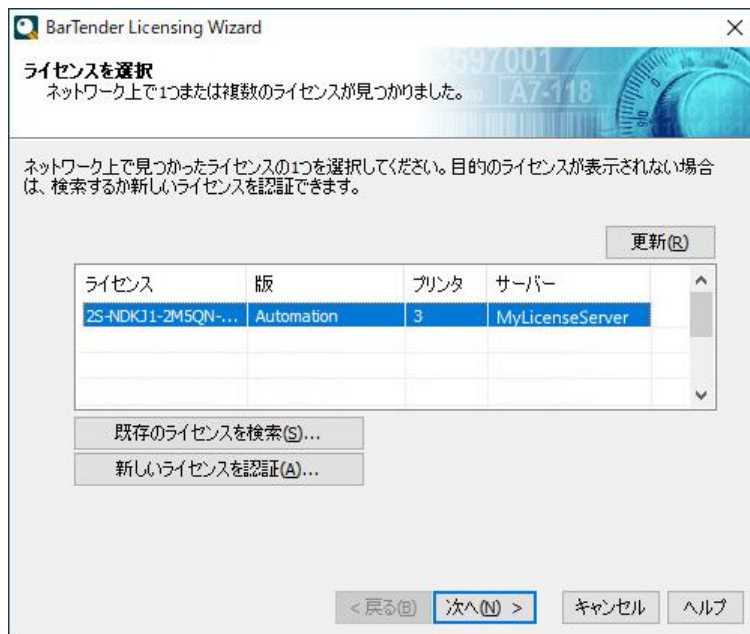 BarTender Licensing Wizard
ライセンスを選択
ネットワーク上で1つまたは複数のライセンスが見つかりました。
3597001
A7-118
ネットワーク上で見つかったライセンスの1つを選択してください。目的のライセンスが表示されない場合
は、検索するか新しいライセンスを認証できます。
更新(R)
ライセンス 版 プリンタ サーバー
2S-NDKJ1-2M5QN-... Automation 3 MyLicenseServer
既存のライセンスを検索(S)...
新しいライセンスを認証(A)...
< 戻る(B) 次へ(N) > キャンセル ヘルプ